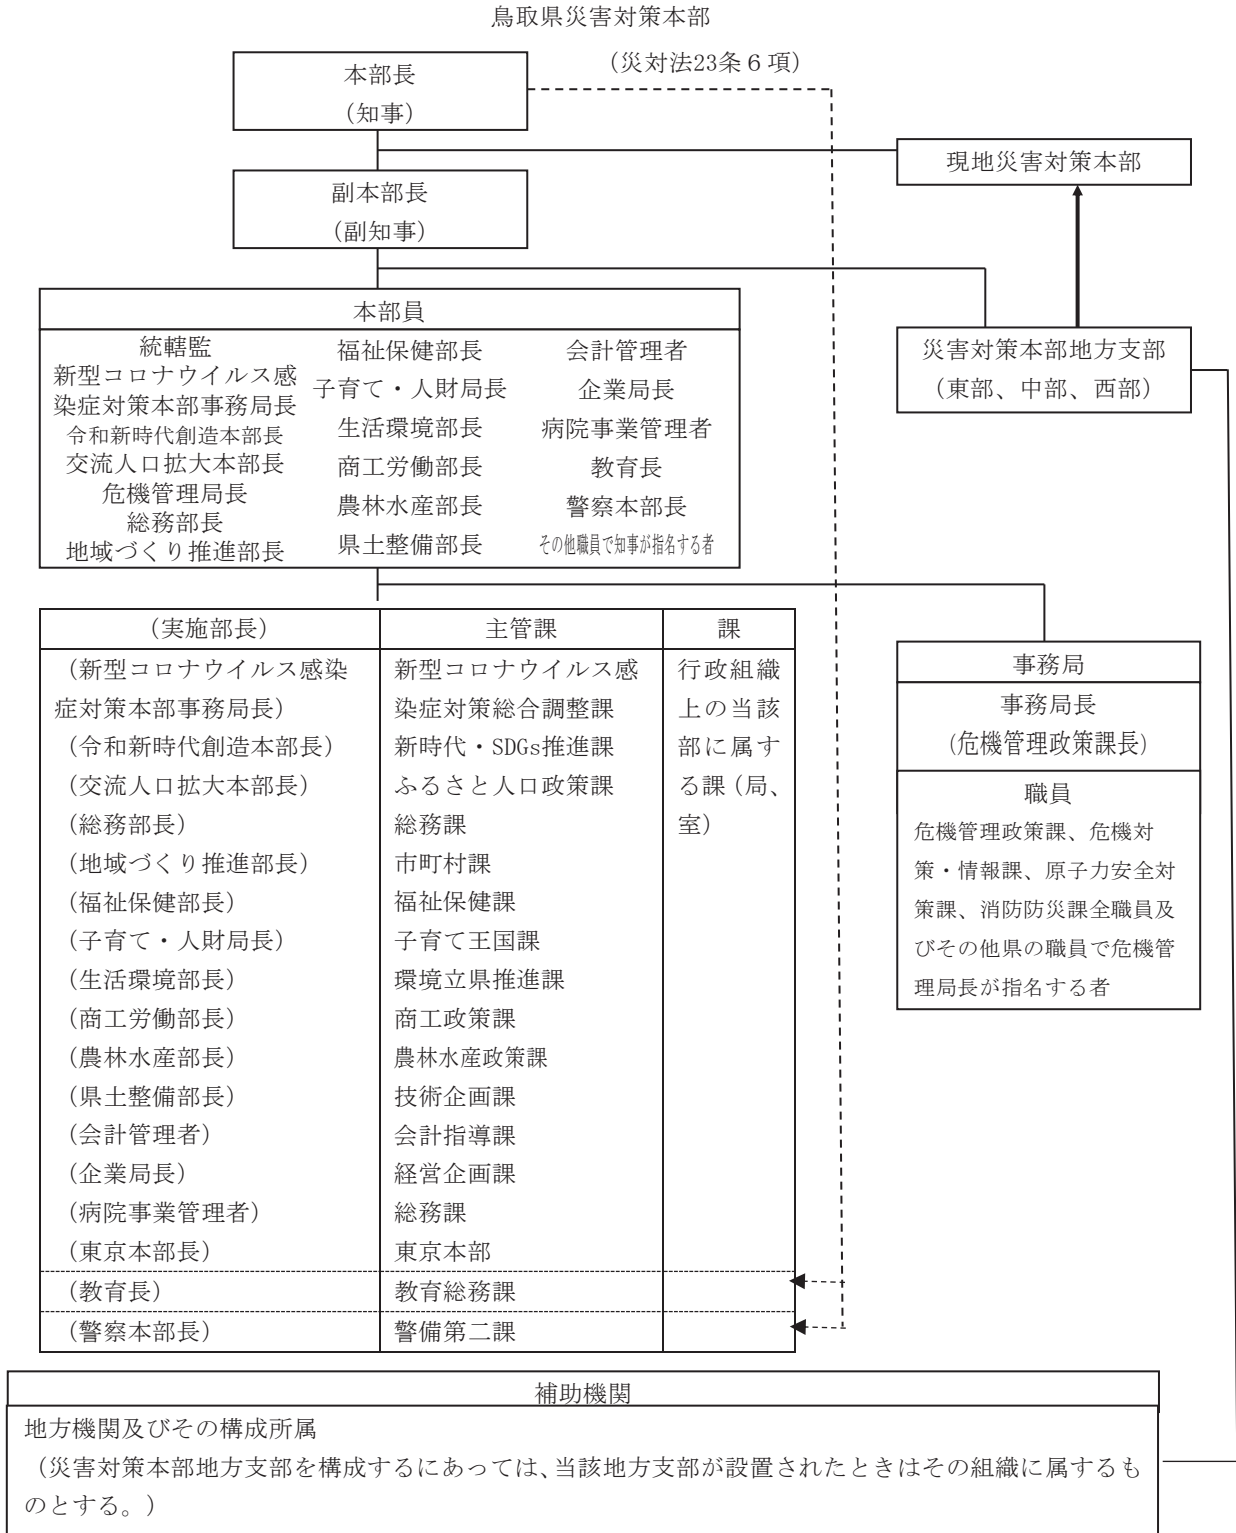 鳥取県災害対策本部
本部長
（知事）
（災対法23条６項）
現地災害対策本部
副本部長
（副知事）
本部員
統轄監
新型コロナウイルス感
染症対策本部事務局長
令和新時代創造本部長
交流人口拡大本部長
危機管理局長
総務部長
地域づくり推進部長
福祉保健部長
子育て・人財局長
生活環境部長
商工労働部長
農林水産部長
県土整備部長
会計管理者
企業局長
病院事業管理者
教育長
警察本部長
その他職員で知事が指名する者
災害対策本部地方支部
（東部、中部、西部）
（実施部長） 主管課 課
（新型コロナウイルス感染 新型コロナウイルス感 行政組織
症対策本部事務局長） 染症対策総合調整課 上の当該
（令和新時代創造本部長） 新時代・SDGs推進課 部に属す
（交流人口拡大本部長） ふるさと人口政策課 る課（局、
（総務部長） 総務課 室）
（地域づくり推進部長） 市町村課
（福祉保健部長） 福祉保健課
（子育て・人財局長） 子育て王国課
（生活環境部長） 環境立県推進課
（商工労働部長） 商工政策課
（農林水産部長） 農林水産政策課
（県土整備部長） 技術企画課
（会計管理者） 会計指導課
（企業局長） 経営企画課
（病院事業管理者） 総務課
（東京本部長） 東京本部
（教育長） 教育総務課
（警察本部長） 警備第二課
事務局
事務局長
(危機管理政策課長)
職員
危機管理政策課、危機対
策・情報課、原子力安全対
策課、消防防災課全職員及
びその他県の職員で危機管
理局長が指名する者
補助機関
地方機関及びその構成所属
（災害対策本部地方支部を構成するにあっては、当該地方支部が設置されたときはその組織に属するも
のとする。）